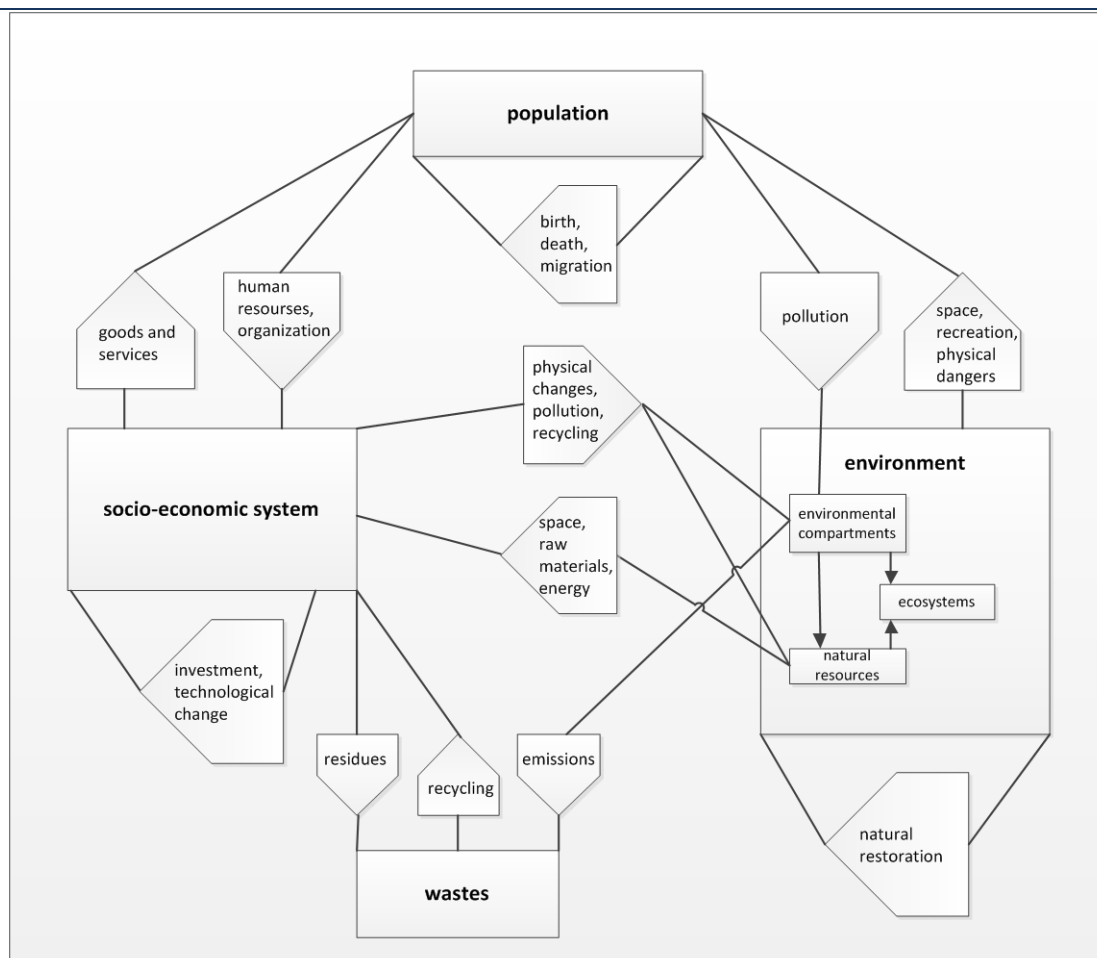 population
birth,
death,
migration
goods and
services
human
resourses,
organization
pollution
space,
recreation,
physical
dangers
physical
changes,
pollution,
recycling
socio-economic system
space,
raw
materials,
energy
environment
environmental
compartments
ecosystems
natural
resources
investment,
technological
change
residues
recycling
emissions
natural
restoration
wastes